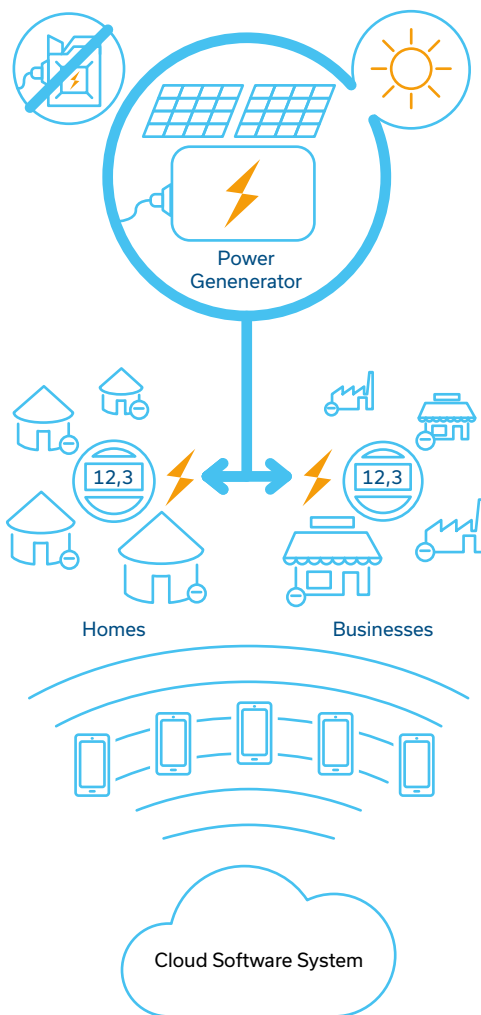 Power
Genenerator
12,3
12,3
Homes
Businesses
Cloud Software System